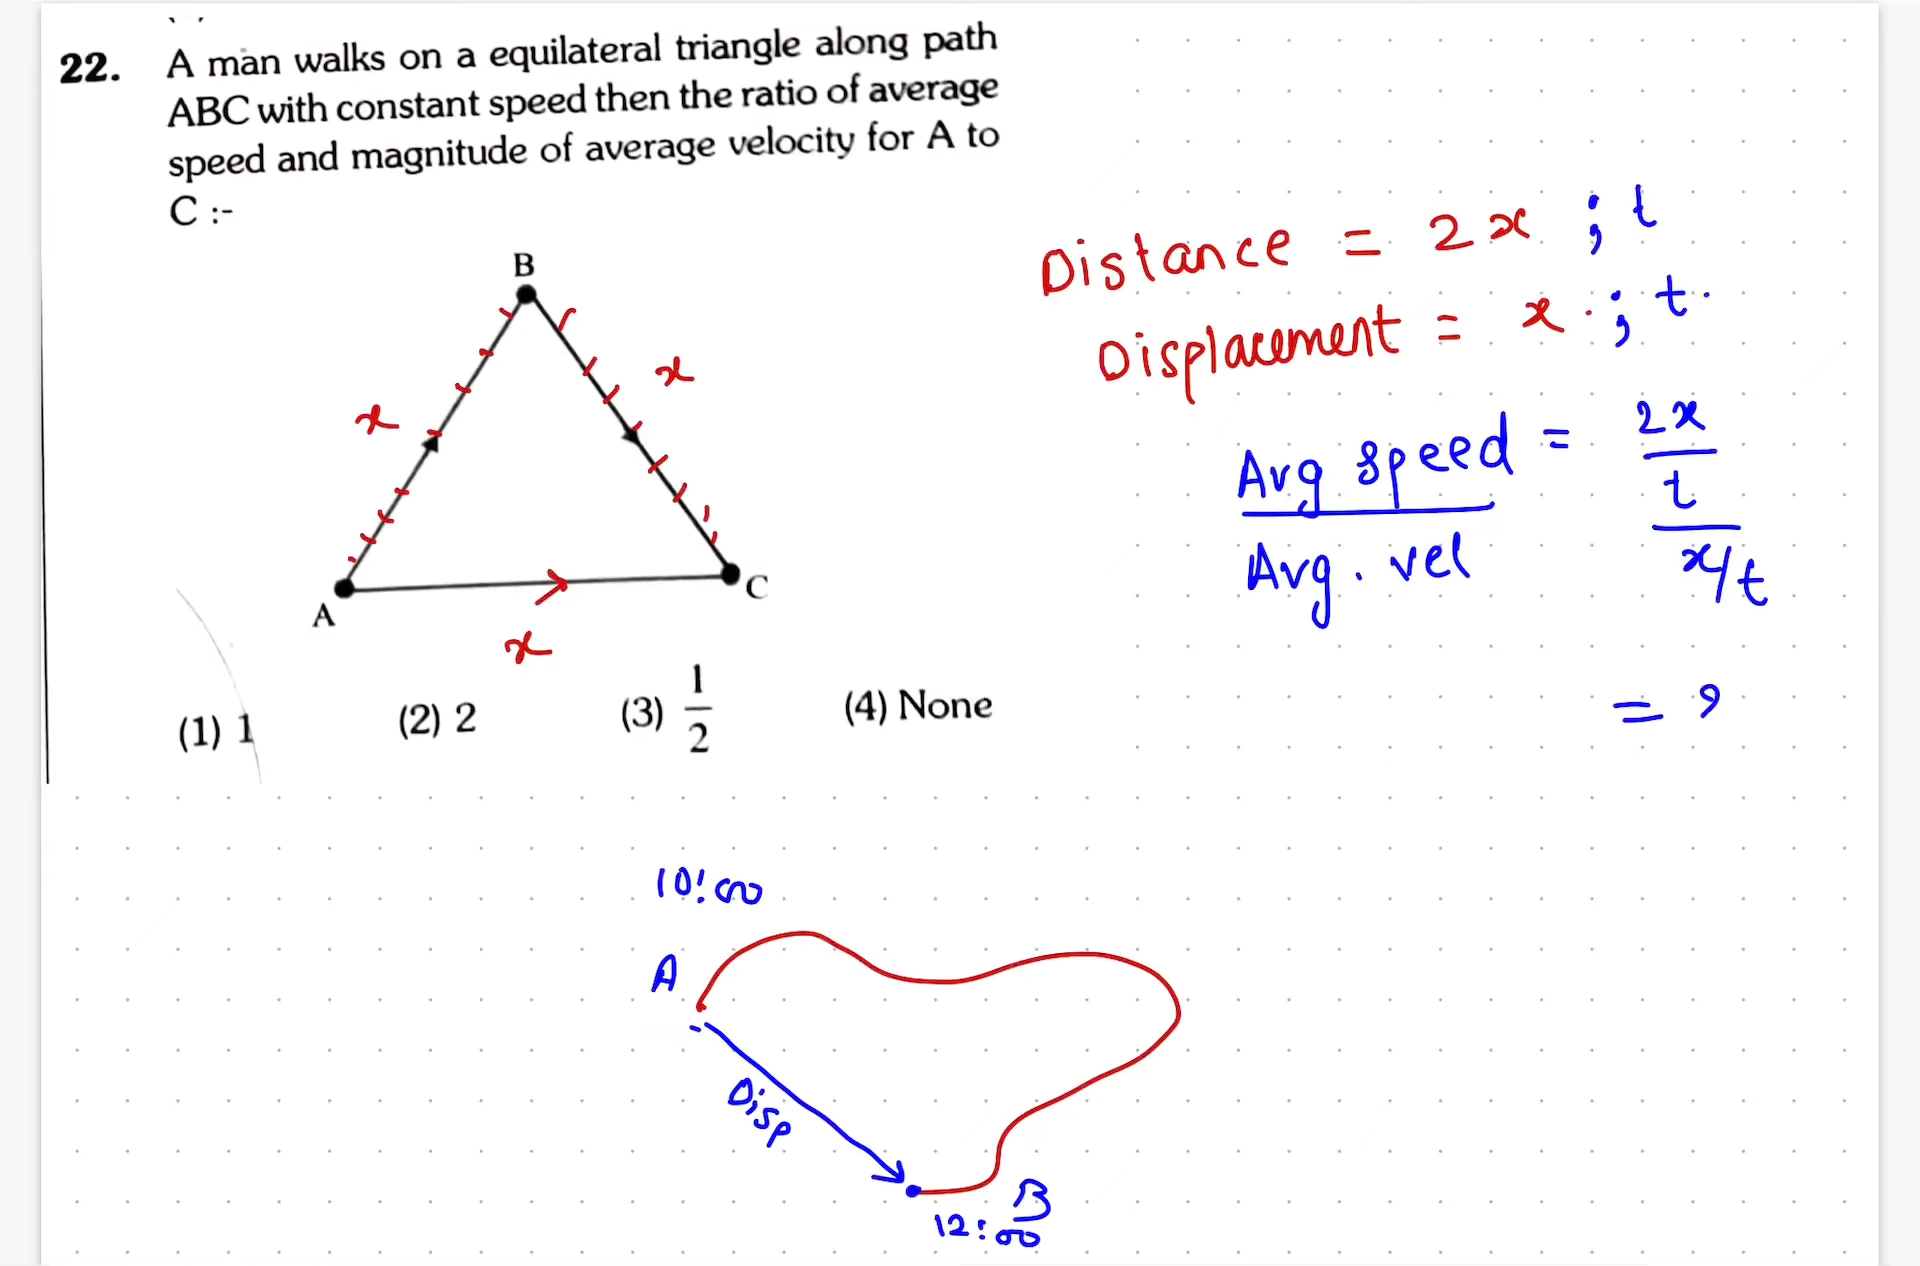 22. A man walks on a equilateral triangle along path
ABC with constant speed then the ratio of average
speed and magnitude of average velocity for A to
C :-
B
x
x
A
C
x
(1) 1 (2) 2 (3) 1/2 (4) None
Distance = 2x ; t
Displacement = x ; t.
Avg speed / Avg. vel = 2x/t / x/t
=
10:00
A
Disp
B
12:00